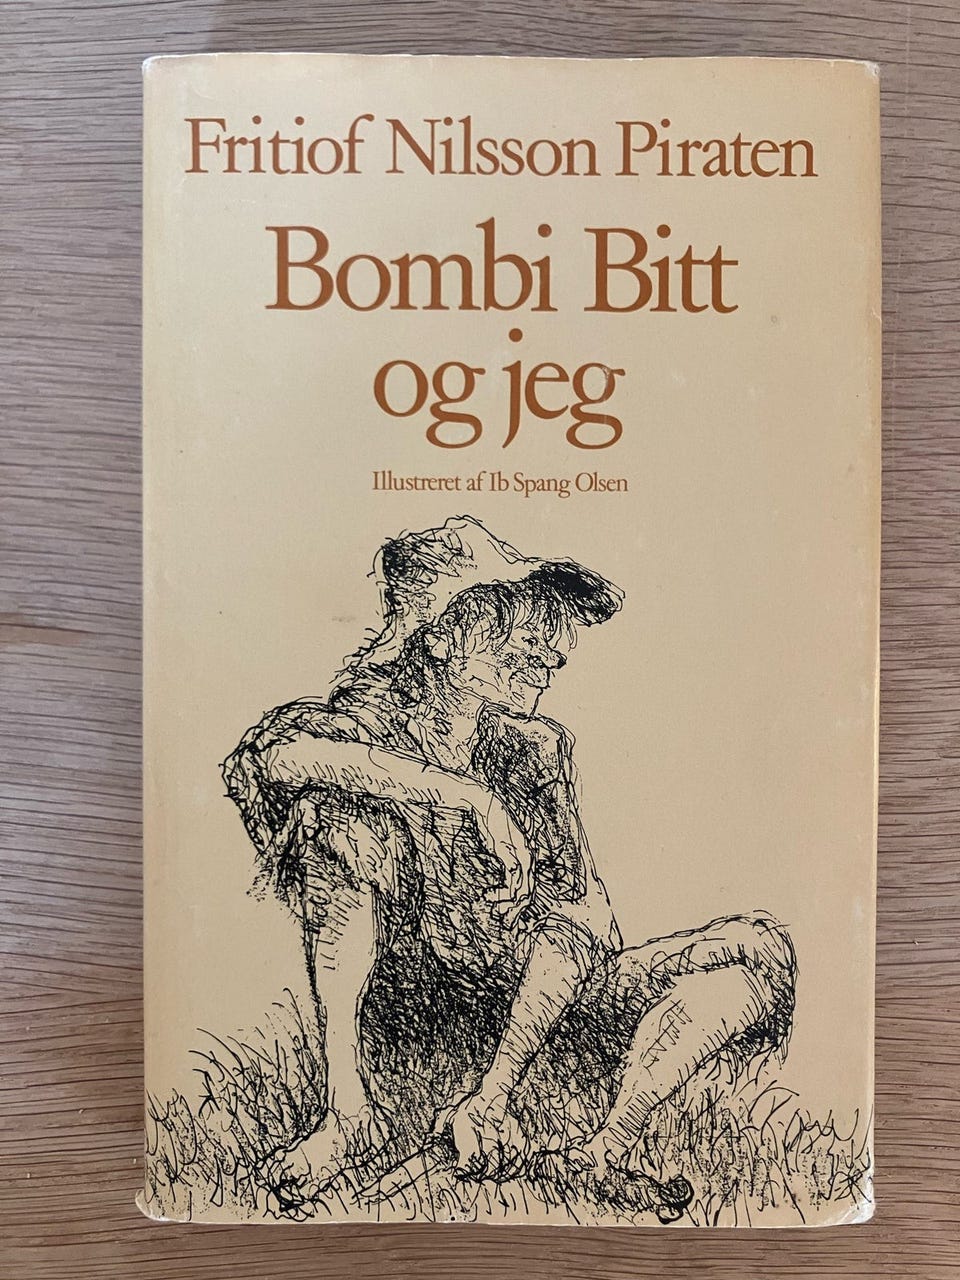 Fritiof Nilsson Piraten
Bombi Bitt
og jeg
Illustreret af Ib Spang Olsen